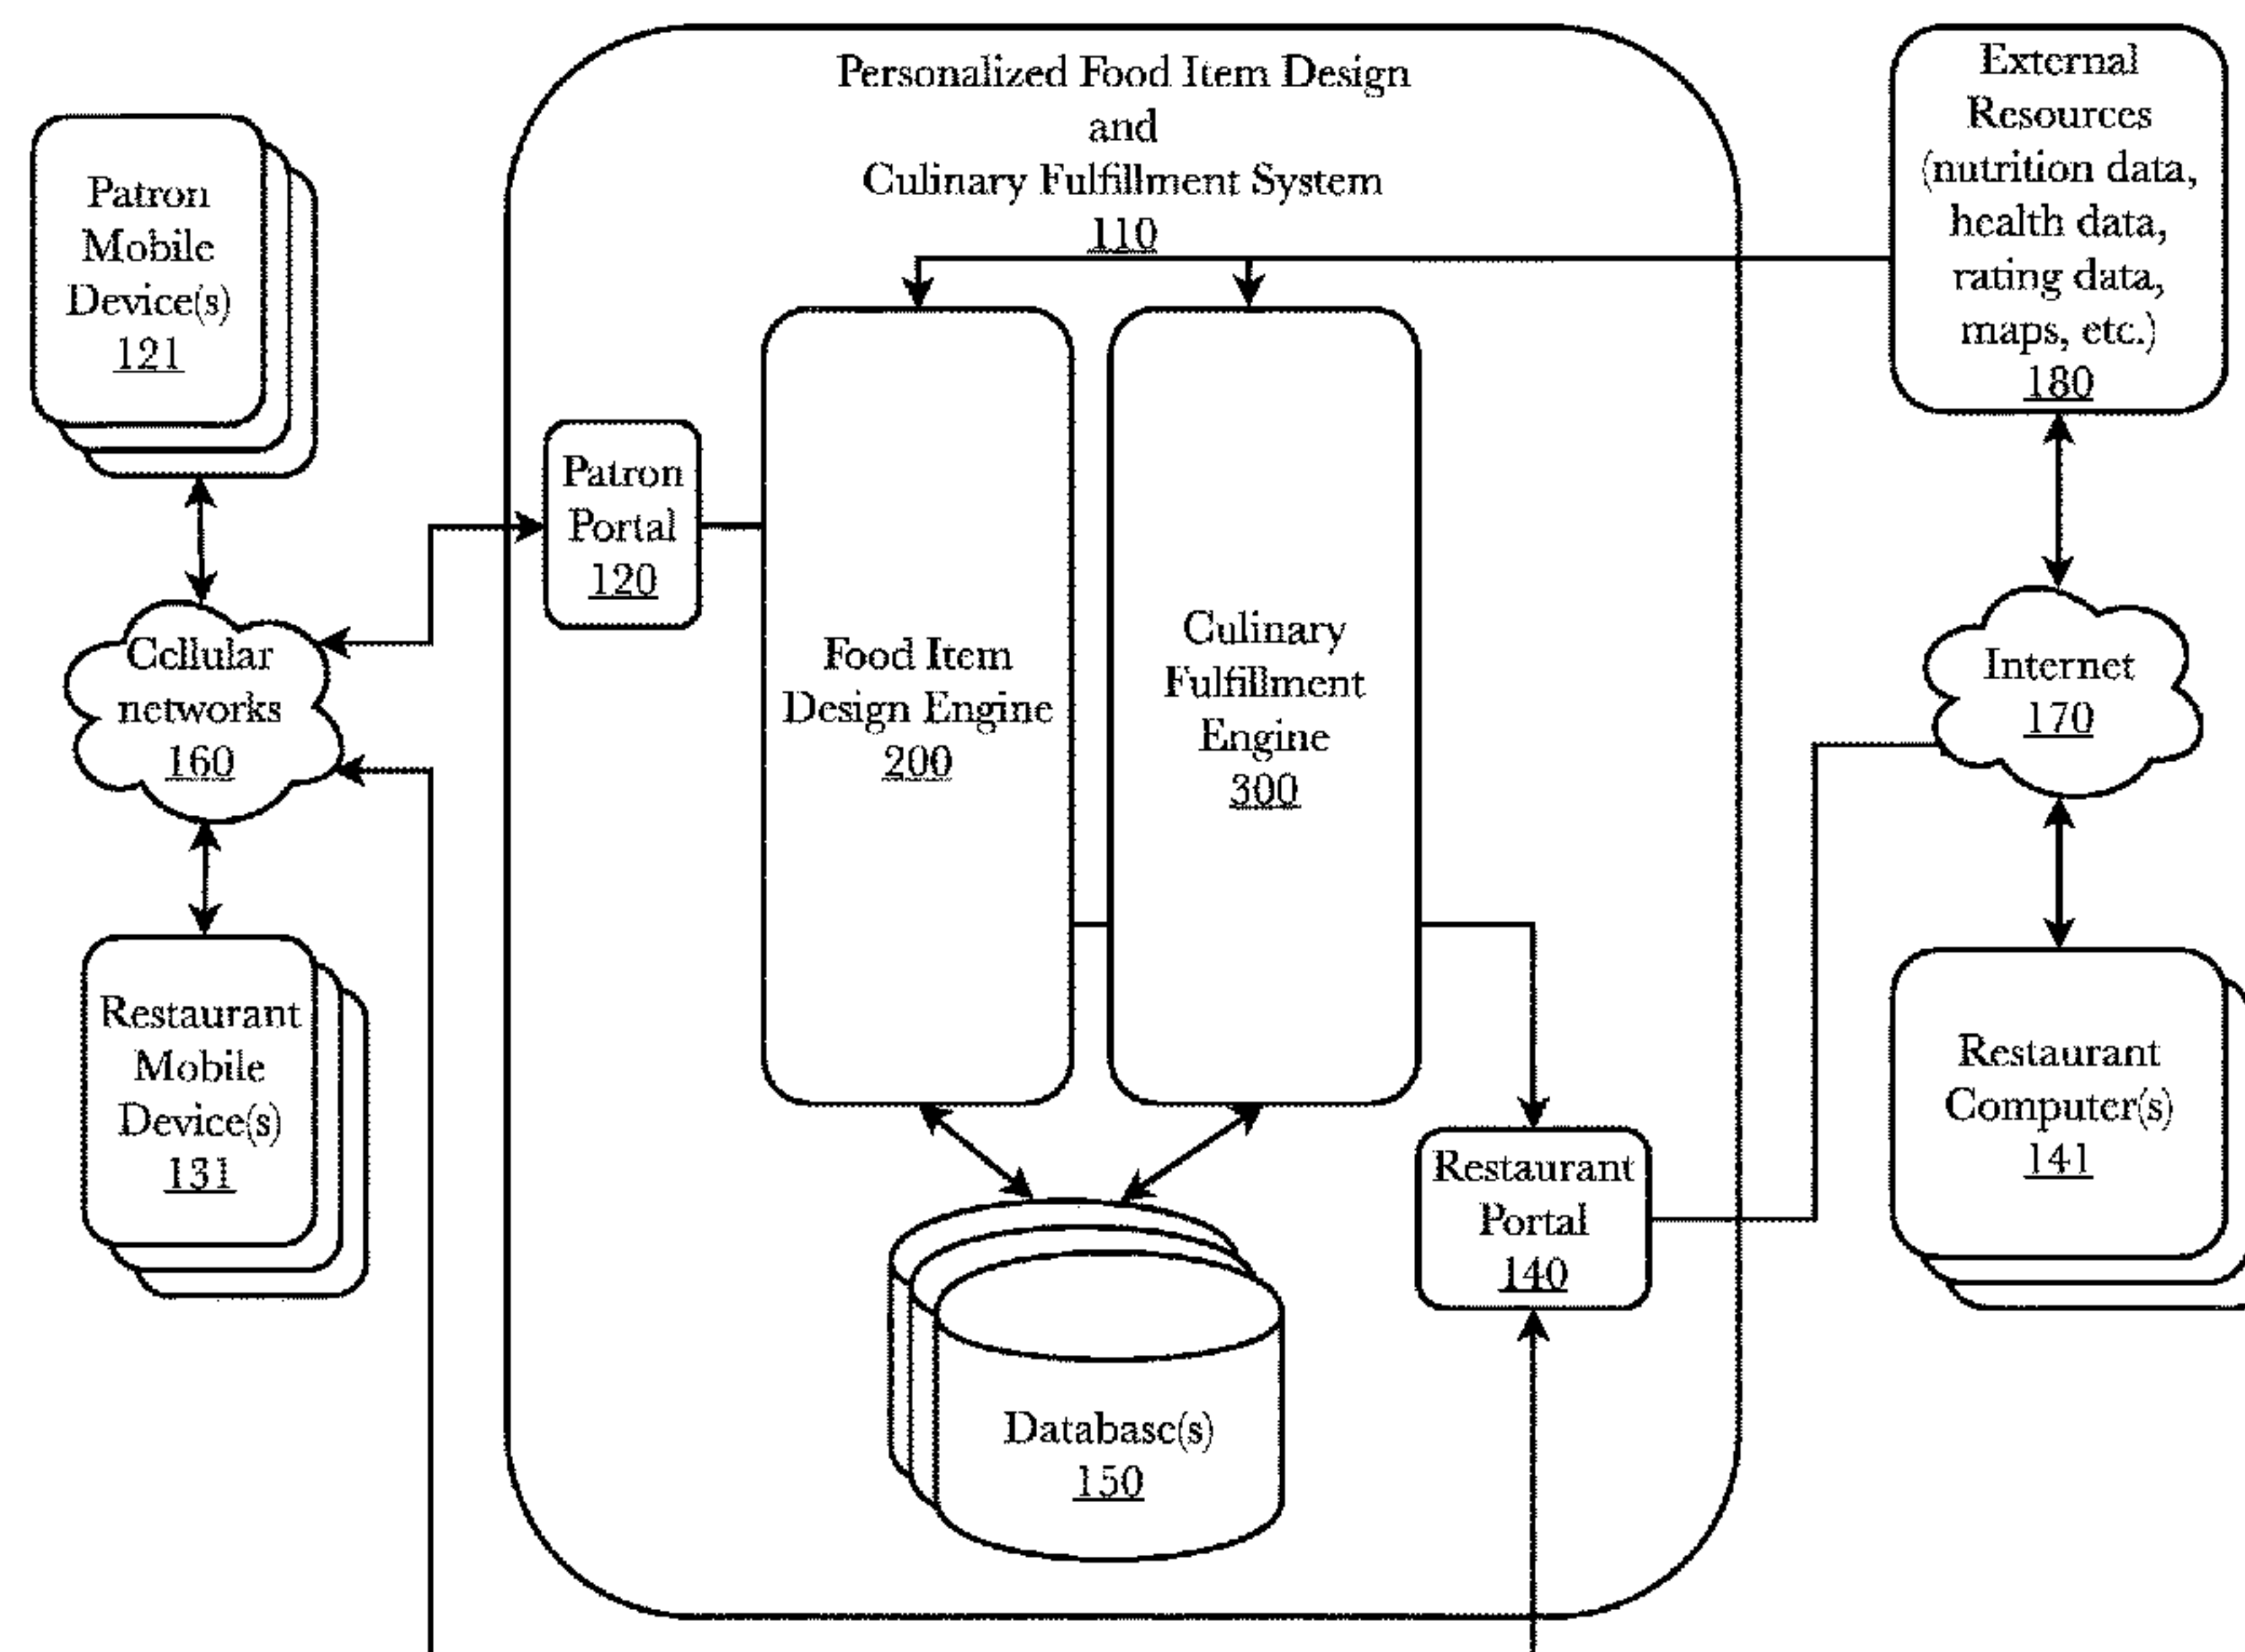 Personalized Food Item Design
and
Culinary Fulfillment System
110
External
Resources
(nutrition data,
health data,
rating data,
maps, etc.)
180
Patron
Mobile
Device(s)
121
Patron
Portal
120
Cellular
networks
160
Food Item
Design Engine
200
Culinary
Fulfillment
Engine
300
Internet
170
Restaurant
Mobile
Device(s)
131
Restaurant
Portal
140
Restaurant
Computer(s)
141
Database(s)
150